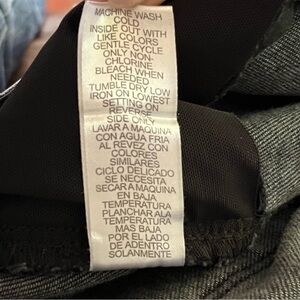 MACHINE WASH
COLD
INSIDE OUT WITH
LIKE COLORS
GENTLE CYCLE
ONLY NON-
CHLORINE
BLEACH WHEN
NEEDED
TUMBLE DRY LOW
IRON ON LOWEST
SETTING ON
REVERSE
SIDE ONLY
LAVAR A MAQUINA
CON AGUA FRIA
AL REVEZ CON
COLORES
SIMILARES
CICLO DELICADO
SE NECESITA
SECAR A MAQUINA
EN BAJA
TEMPERATURA
PLANCHAR ALA
TEMPERATURA
MAS BAJA
POR EL LADO
DE ADENTRO
SOLANMENTE